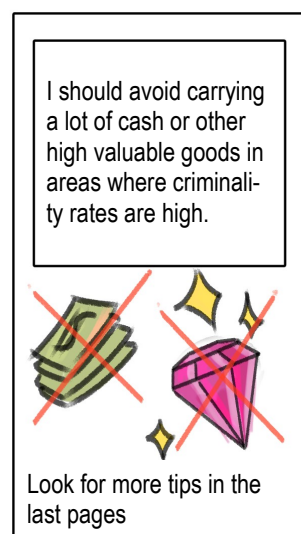 I should avoid carrying
a lot of cash or other
high valuable goods in
areas where criminali-
ty rates are high.
Look for more tips in the
last pages